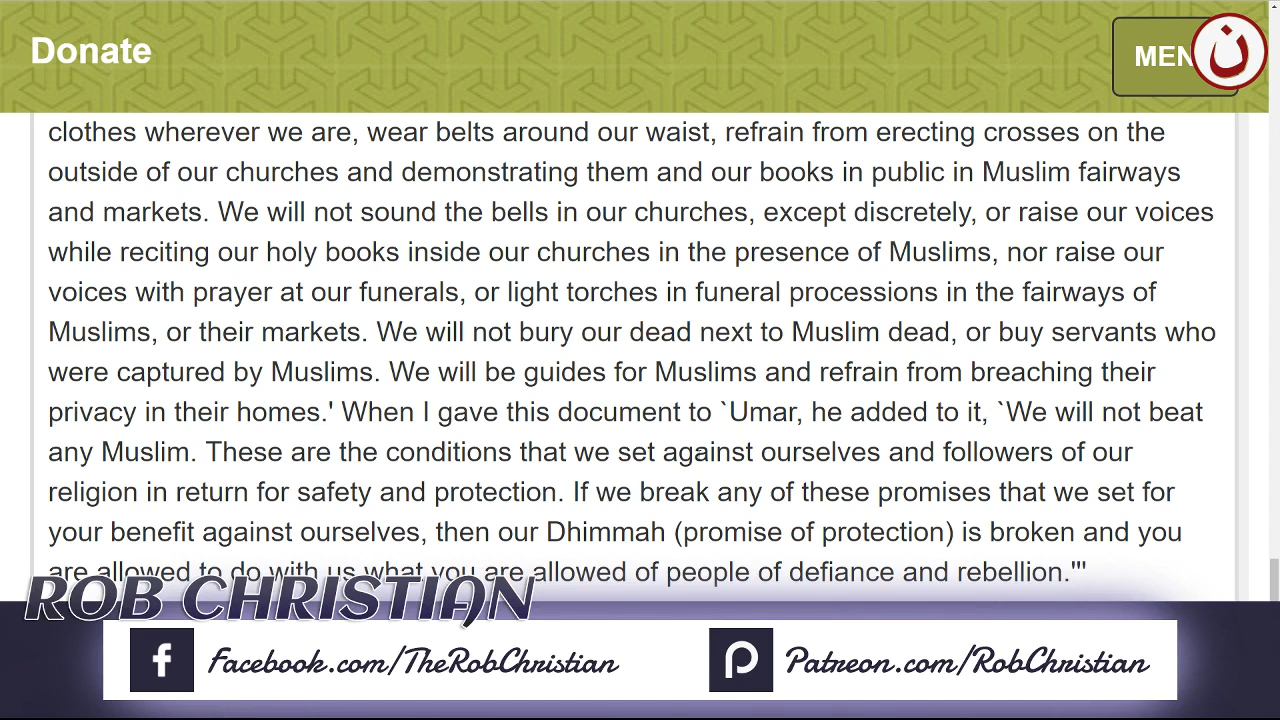 Donate
MEN
ن
clothes wherever we are, wear belts around our waist, refrain from erecting crosses on the
outside of our churches and demonstrating them and our books in public in Muslim fairways
and markets. We will not sound the bells in our churches, except discretely, or raise our voices
while reciting our holy books inside our churches in the presence of Muslims, nor raise our
voices with prayer at our funerals, or light torches in funeral processions in the fairways of
Muslims, or their markets. We will not bury our dead next to Muslim dead, or buy servants who
were captured by Muslims. We will be guides for Muslims and refrain from breaching their
privacy in their homes.' When I gave this document to `Umar, he added to it, `We will not beat
any Muslim. These are the conditions that we set against ourselves and followers of our
religion in return for safety and protection. If we break any of these promises that we set for
your benefit against ourselves, then our Dhimmah (promise of protection) is broken and you
are allowed to do with us what you are allowed of people of defiance and rebellion.'"
ROB CHRISTIAN
Facebook.com/TheRobChristian
Patreon.com/RobChristian